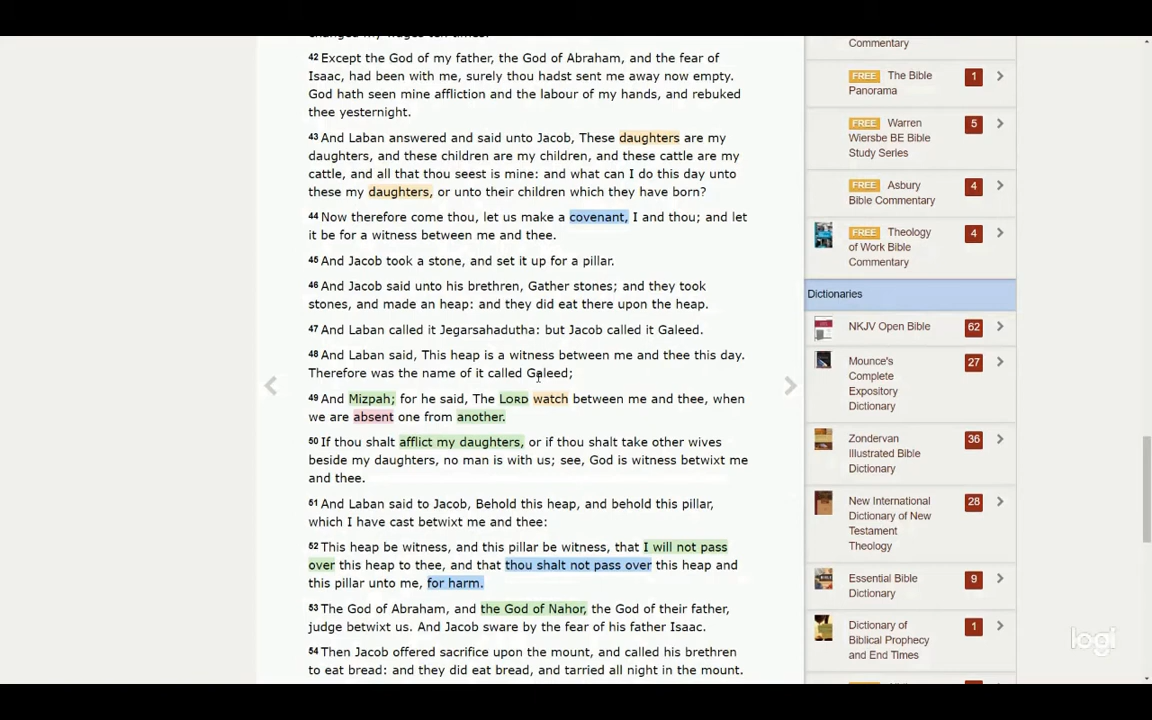 changed my wages ten times.
42 Except the God of my father, the God of Abraham, and the fear of
Isaac, had been with me, surely thou hadst sent me away now empty.
God hath seen mine affliction and the labour of my hands, and rebuked
thee yesternight.
43 And Laban answered and said unto Jacob, These daughters are my
daughters, and these children are my children, and these cattle are my
cattle, and all that thou seest is mine: and what can I do this day unto
these my daughters, or unto their children which they have born?
44 Now therefore come thou, let us make a covenant, I and thou; and let
it be for a witness between me and thee.
45 And Jacob took a stone, and set it up for a pillar.
46 And Jacob said unto his brethren, Gather stones; and they took
stones, and made an heap: and they did eat there upon the heap.
47 And Laban called it Jegarsahadutha: but Jacob called it Galeed.
48 And Laban said, This heap is a witness between me and thee this day.
Therefore was the name of it called Galeed;
49 And Mizpah; for he said, The LORD watch between me and thee, when
we are absent one from another.
50 If thou shalt afflict my daughters, or if thou shalt take other wives
beside my daughters, no man is with us; see, God is witness betwixt me
and thee.
51 And Laban said to Jacob, Behold this heap, and behold this pillar,
which I have cast betwixt me and thee:
52 This heap be witness, and this pillar be witness, that I will not pass
over this heap to thee, and that thou shalt not pass over this heap and
this pillar unto me, for harm.
53 The God of Abraham, and the God of Nahor, the God of their father,
judge betwixt us. And Jacob sware by the fear of his father Isaac.
54 Then Jacob offered sacrifice upon the mount, and called his brethren
to eat bread: and they did eat bread, and tarried all night in the mount.
Commentary
FREE The Bible 1
Panorama
FREE Warren 5
Wiersbe BE Bible
Study Series
FREE Asbury 4
Bible Commentary
FREE Theology 4
of Work Bible
Commentary
Dictionaries
NKJV Open Bible 62
Mounce's 27
Complete
Expository
Dictionary
Zondervan 36
Illustrated Bible
Dictionary
New International 28
Dictionary of New
Testament
Theology
Essential Bible 9
Dictionary
Dictionary of 1
Biblical Prophecy
and End Times
logi